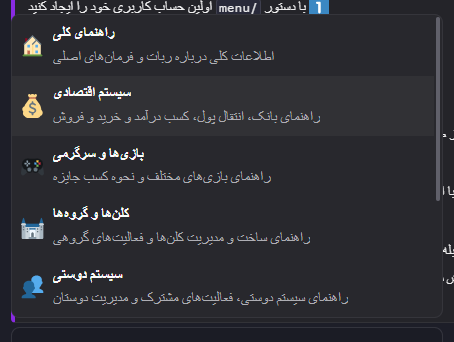 1 با دستور /menu اولین حساب کاربری خود را ایجاد کنید
راهنمای کلی
اطلاعات کلی درباره ربات و فرمان‌های اصلی
سیستم اقتصادی
راهنمای بانک، انتقال پول، کسب درآمد و خرید و فروش
بازی‌ها و سرگرمی
راهنمای بازی‌های مختلف و نحوه کسب جایزه
کلن‌ها و گروه‌ها
راهنمای ساخت و مدیریت کلن‌ها و فعالیت‌های گروهی
سیستم دوستی
راهنمای سیستم دوستی، فعالیت‌های مشترک و مدیریت دوستان